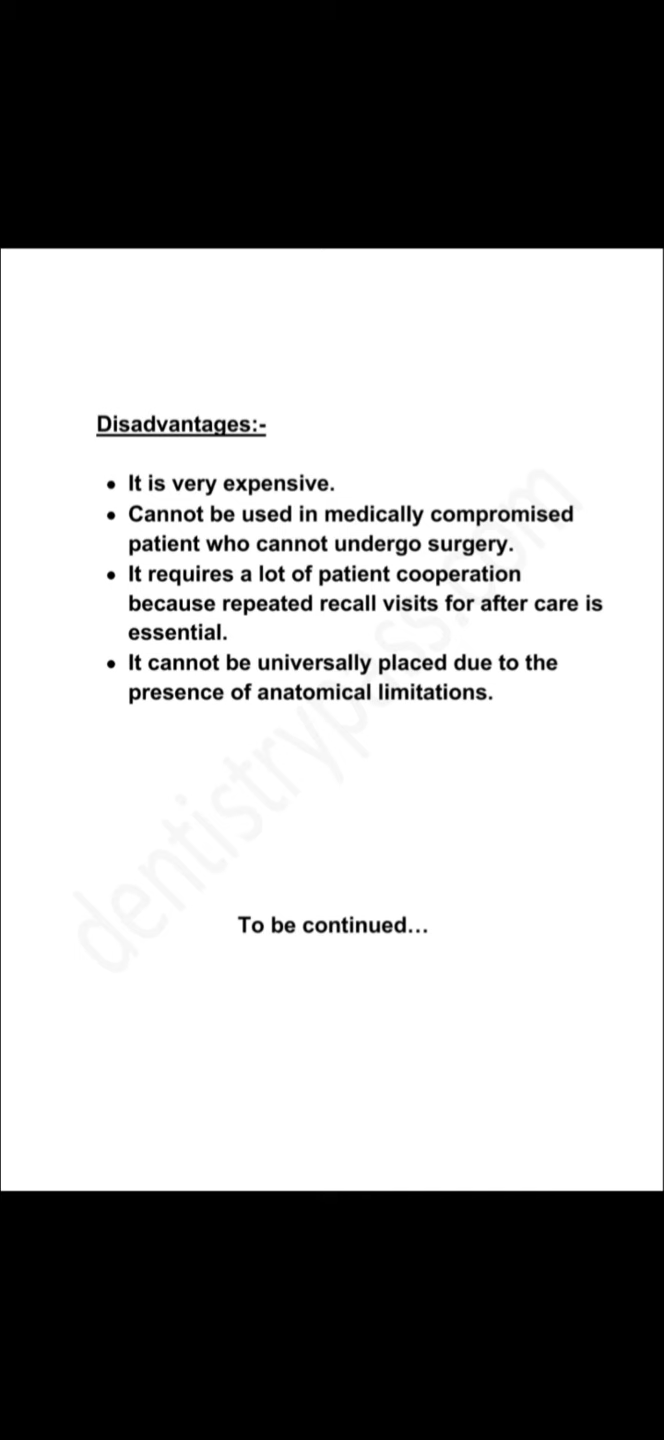 Disadvantages:-
• It is very expensive.
• Cannot be used in medically compromised
patient who cannot undergo surgery.
• It requires a lot of patient cooperation
because repeated recall visits for after care is
essential.
• It cannot be universally placed due to the
presence of anatomical limitations.
dentistrypass.com
To be continued...